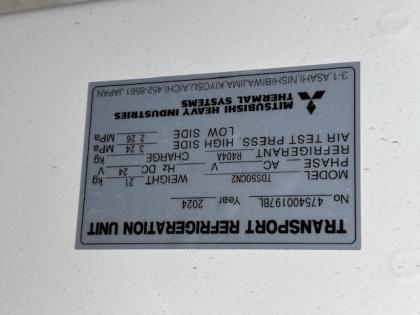 TRANSPORT REFRIGERATION UNIT
No. 475400197BL Year 2024
MODEL TDS50CN2 WEIGHT 21 kg
PHASE AC V Hz DC 24 V
REFRIGERANT R404A CHARGE kg
AIR TEST PRESS. HIGH SIDE 3.24 MPa
LOW SIDE 2.26 MPa
MITSUBISHI HEAVY INDUSTRIES
THERMAL SYSTEMS
3-1, ASAHI, NISHIBIWAJIMA, KIYOSU, AICHI, 452-8561, JAPAN